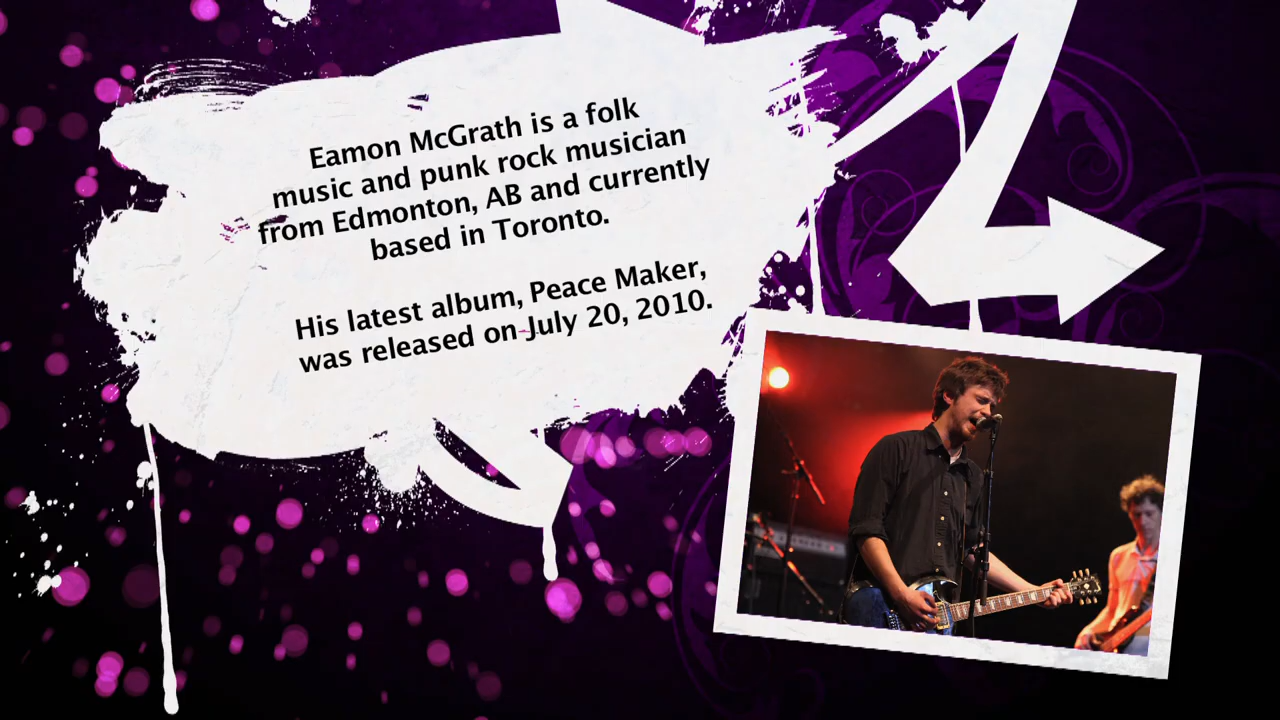 Eamon McGrath is a folk
music and punk rock musician
from Edmonton, AB and currently
based in Toronto.
His latest album, Peace Maker,
was released on July 20, 2010.